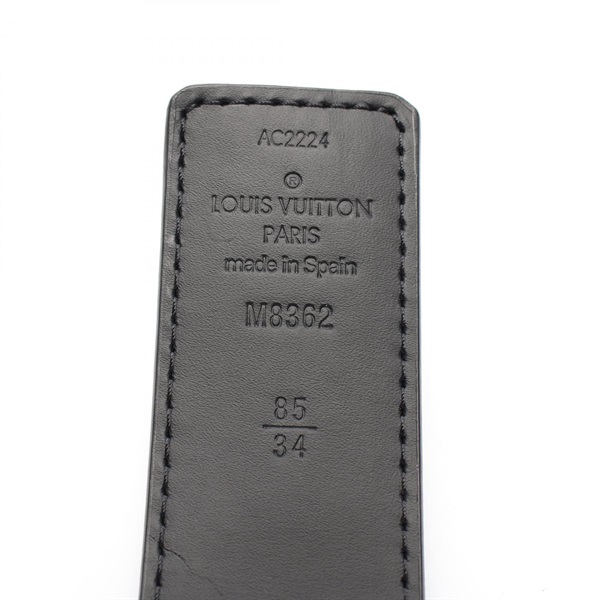 AC2224
®
LOUIS VUITTON
PARIS
made in Spain
M8362
85
34